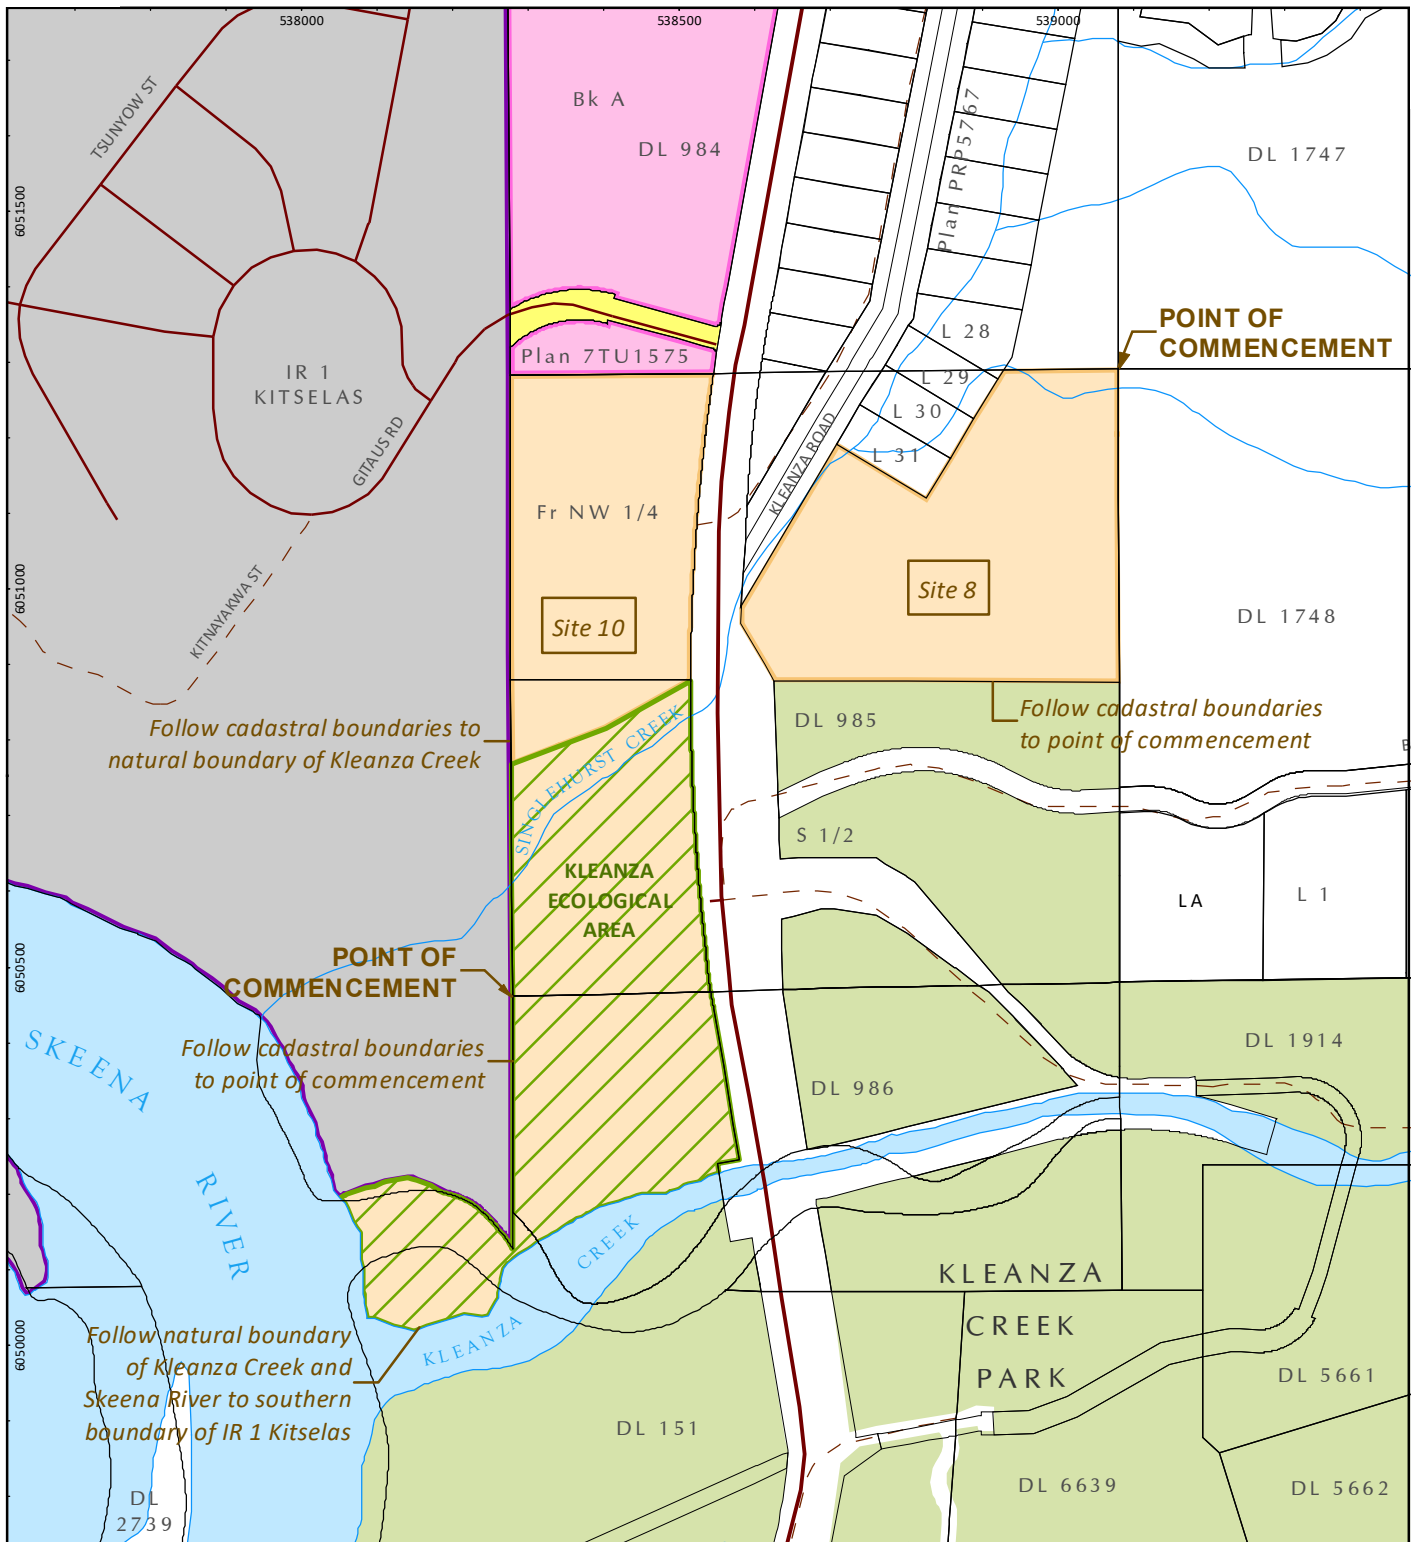 538000
538500
539000
6051500
6051000
6050500
6050000
TSUNYOW ST
Bk A
DL 984
Plan PRP5767
DL 1747
POINT OF
COMMENCEMENT
L 28
L 29
L 30
L 31
Plan 7TU1575
IR 1
KITSELAS
GITAUS RD
KLEANZA ROAD
Fr NW 1/4
KITNAYAKWA ST
Site 10
Site 8
DL 1748
Follow cadastral boundaries to
natural boundary of Kleanza Creek
SINGLEHURST CREEK
DL 985
Follow cadastral boundaries
to point of commencement
S 1/2
KLEANZA
ECOLOGICAL
AREA
LA
L 1
POINT OF
COMMENCEMENT
Follow cadastral boundaries
to point of commencement
SKEENA
RIVER
DL 1914
DL 986
KLEANZA
CREEK
PARK
CREEK
KLEANZA
Follow natural boundary
of Kleanza Creek and
Skeena River to southern
boundary of IR 1 Kitselas
DL 151
DL 5661
DL 6639
DL 5662
DL
2739